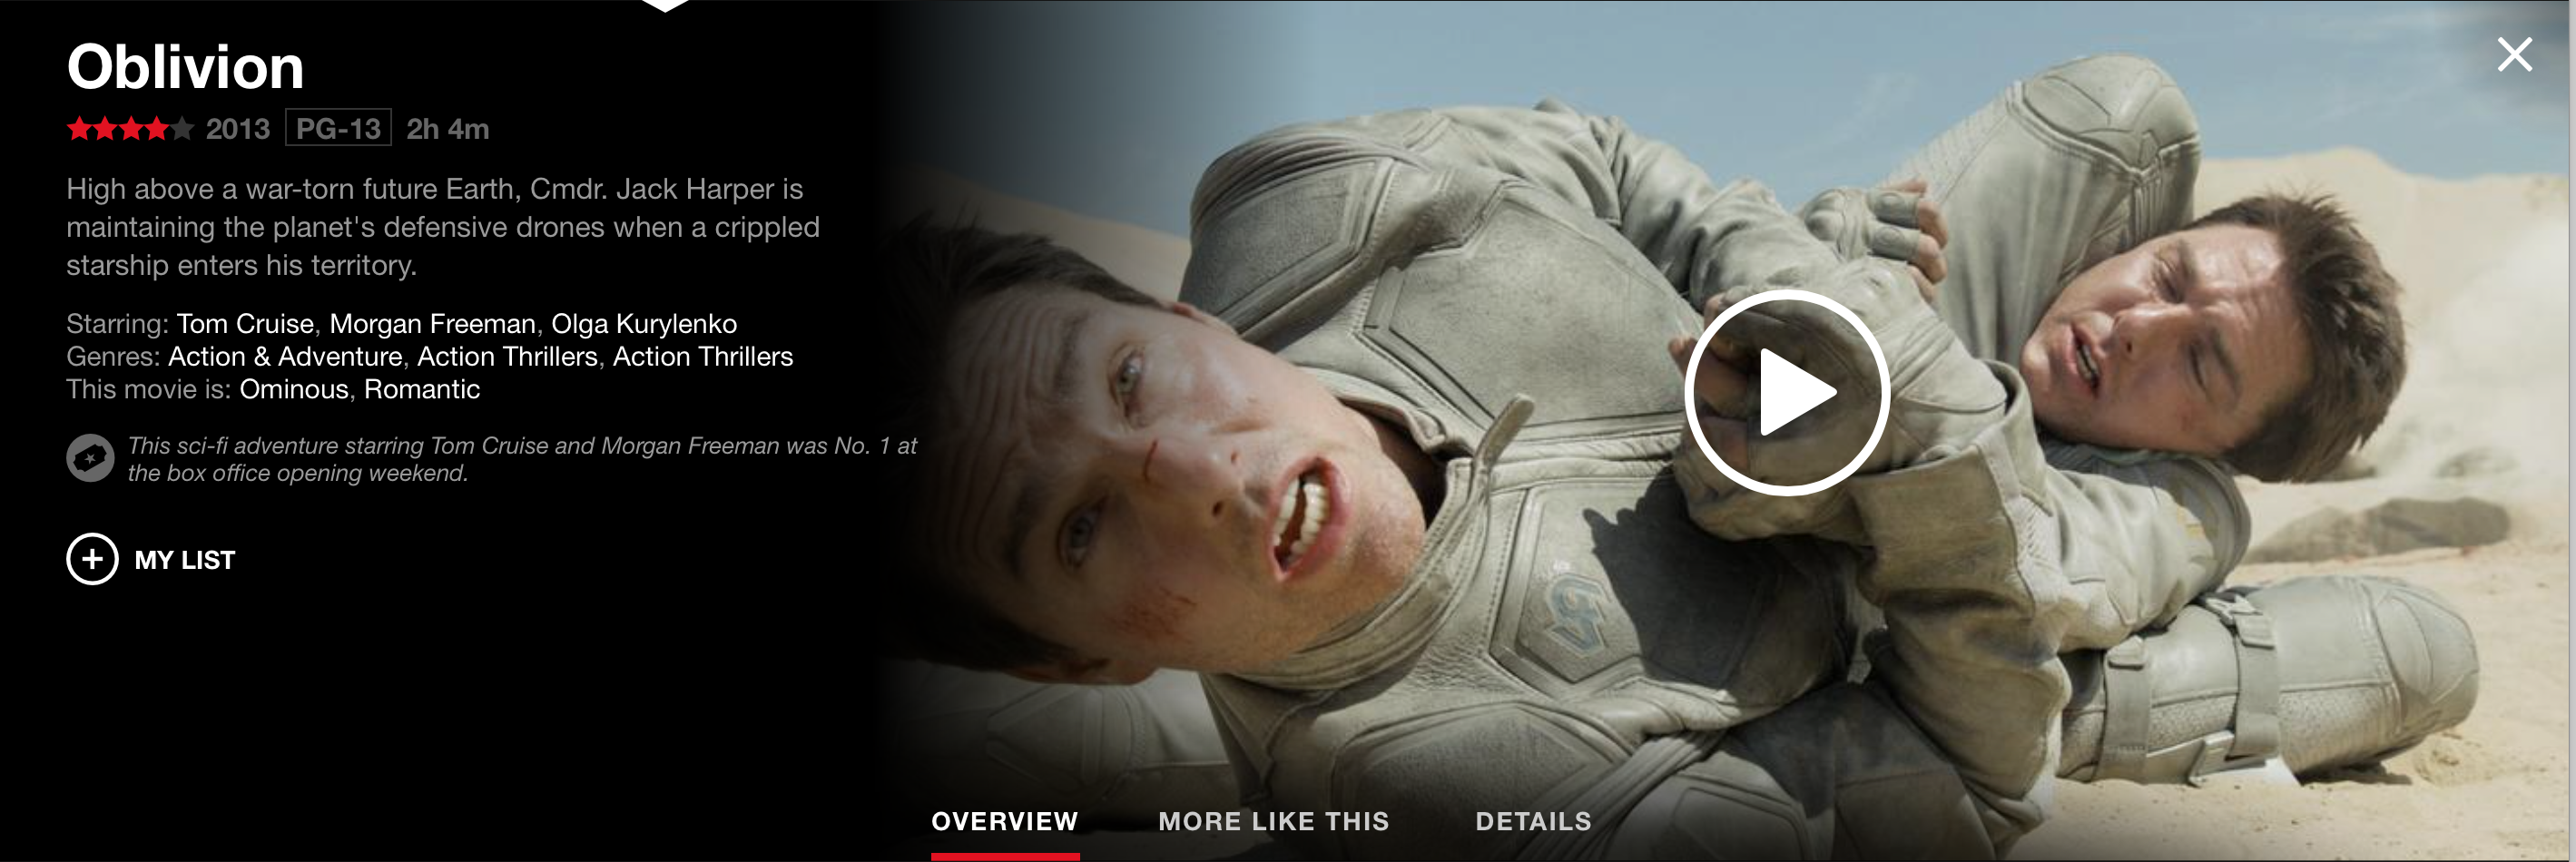 Oblivion
2013 PG-13 2h 4m
High above a war-torn future Earth, Cmdr. Jack Harper is
maintaining the planet's defensive drones when a crippled
starship enters his territory.
Starring: Tom Cruise, Morgan Freeman, Olga Kurylenko
Genres: Action & Adventure, Action Thrillers, Action Thrillers
This movie is: Ominous, Romantic
This sci-fi adventure starring Tom Cruise and Morgan Freeman was No. 1 at
the box office opening weekend.
MY LIST
52
OVERVIEW MORE LIKE THIS DETAILS